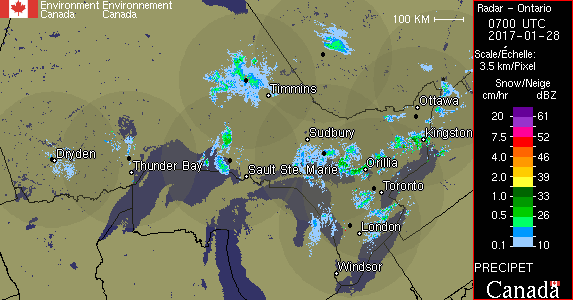 Environment Environnement
Canada Canada
100 KM
Timmins
Ottawa
Sudbury
Kingston
Dryden
Thunder Bay
Sault Ste. Marie
Orillia
Toronto
London
Windsor
Radar - Ontario
0700 UTC
2017-01-28
Scale/Échelle:
3.5 km/Pixel
Snow/Neige
cm/hr dBZ
20 61
7.5 52
4.0 46
2.0 39
1.0 33
0.5 26
0.1 10
PRECIPET
Canada